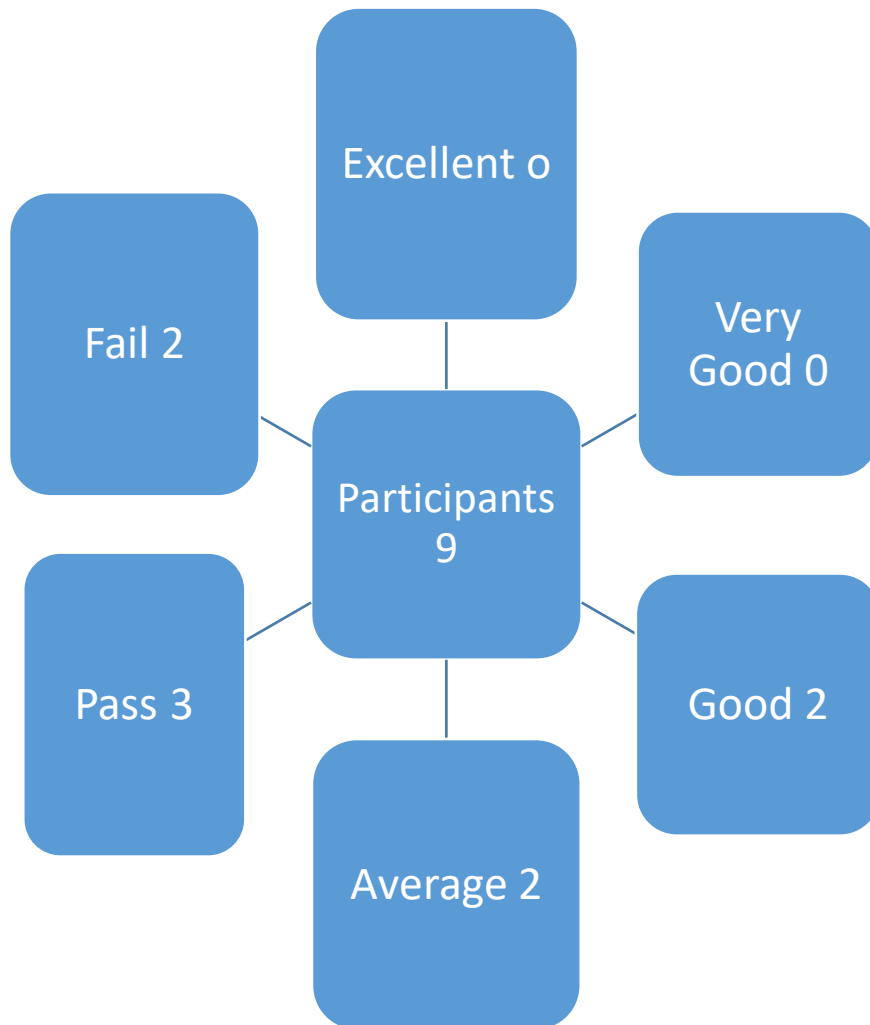 Excellent o
Very
Good 0
Good 2
Average 2
Pass 3
Fail 2
Participants
9